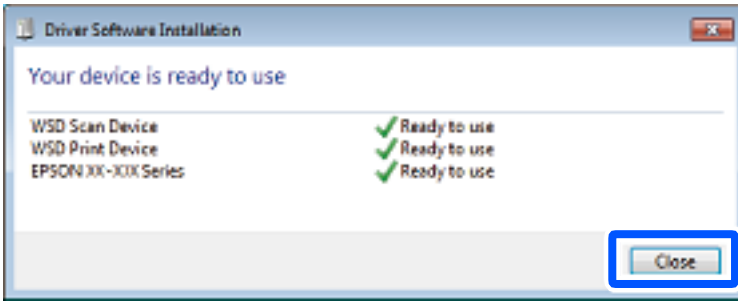 Driver Software Installation
Your device is ready to use
WSD Scan Device Ready to use
WSD Print Device Ready to use
EPSON XX-XXX Series Ready to use
Close